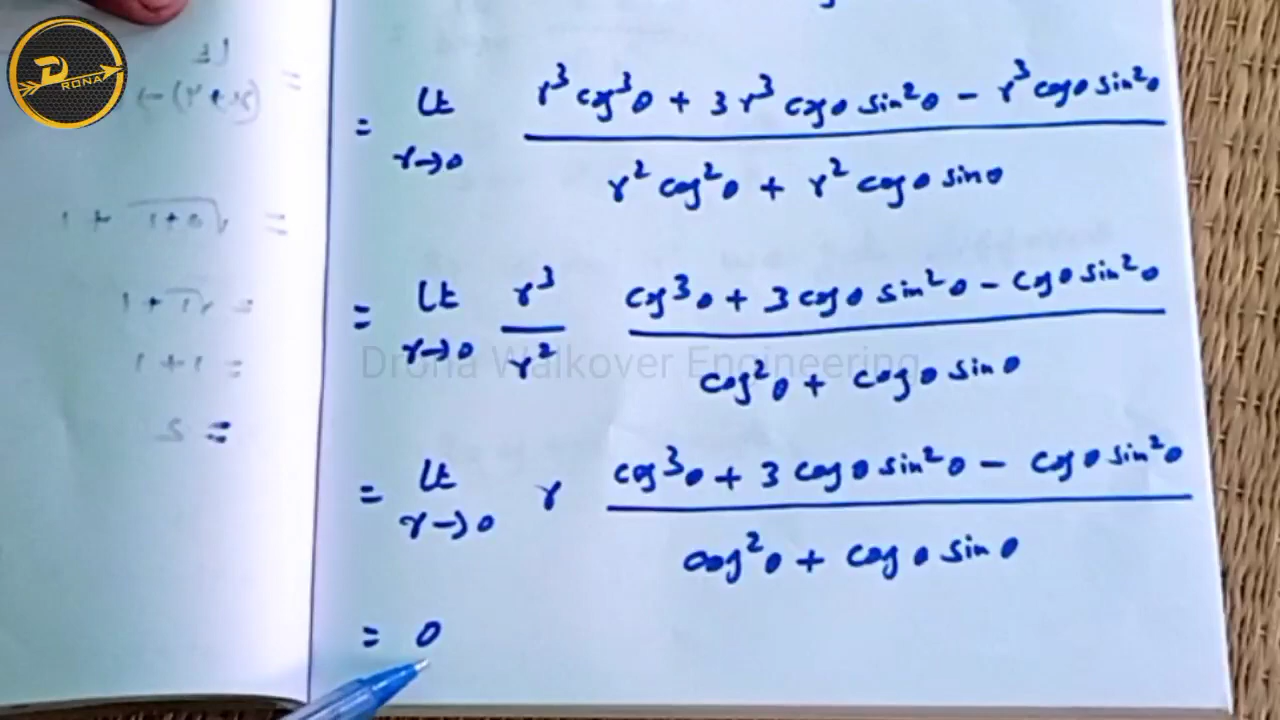 DRONA
= lt r→0 r³cos³θ + 3r³cosθ sin²θ − r³cosθ sin²θ
r²cos²θ + r²cosθ sinθ
= lt r→0 r³/r² cos³θ + 3cosθ sin²θ − cosθ sin²θ
cos²θ + cosθ sinθ
Drona Walkover Engineering
= lt r→0 r cos³θ + 3cosθ sin²θ − cosθ sin²θ
cos²θ + cosθ sinθ
= 0